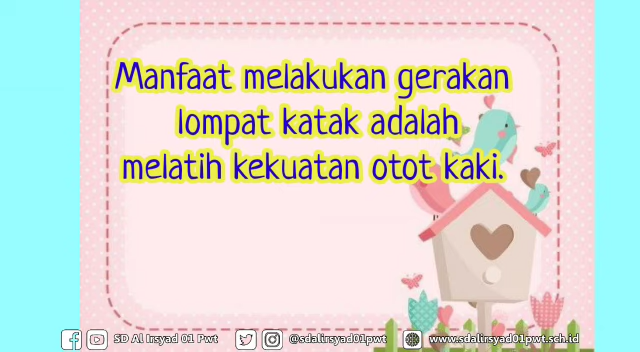 Manfaat melakukan gerakan
lompat katak adalah
melatih kekuatan otot kaki.
SD Al Irsyad 01 Pwt @sdalirsyad01pwt www.sdalirsyad01pwt.sch.id